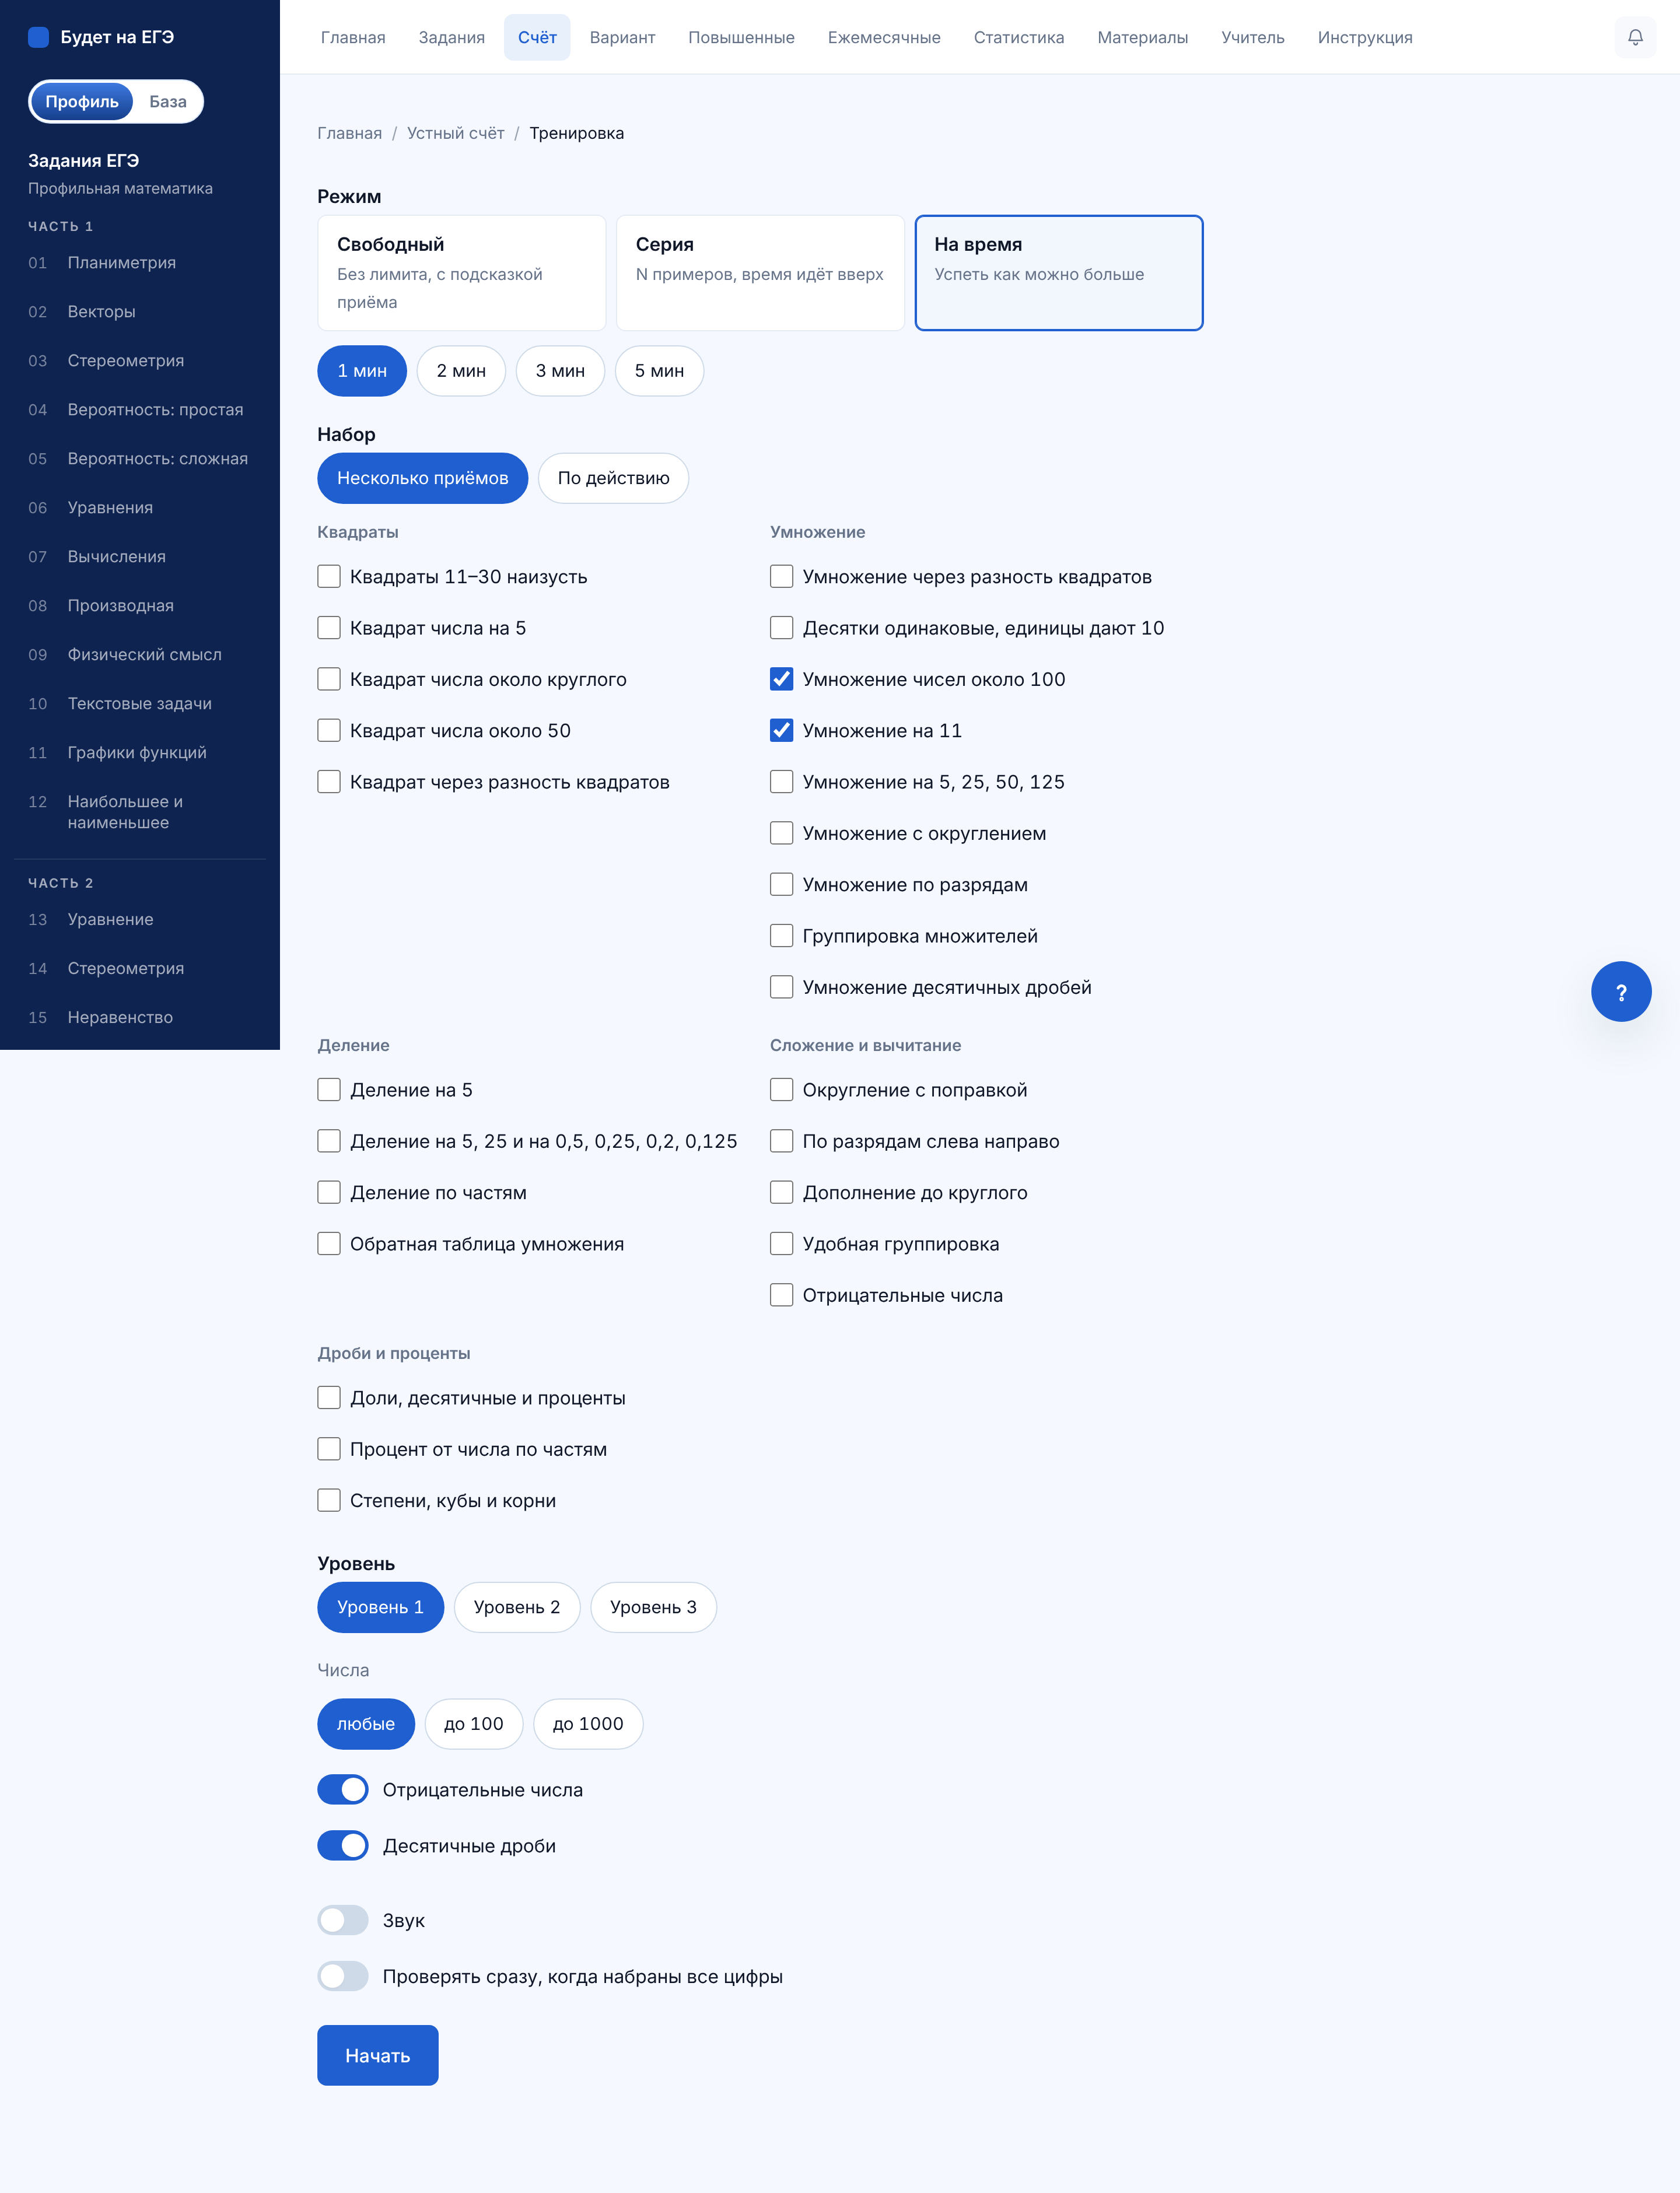 Будет на ЕГЭ
Профиль База
Задания ЕГЭ
Профильная математика
ЧАСТЬ 1
01 Планиметрия
02 Векторы
03 Стереометрия
04 Вероятность: простая
05 Вероятность: сложная
06 Уравнения
07 Вычисления
08 Производная
09 Физический смысл
10 Текстовые задачи
11 Графики функций
12 Наибольшее и
наименьшее
ЧАСТЬ 2
13 Уравнение
14 Стереометрия
15 Неравенство
Главная Задания Счёт Вариант Повышенные Ежемесячные Статистика Материалы Учитель Инструкция
Главная / Устный счёт / Тренировка
Режим
Свободный
Без лимита, с подсказкой
приёма
Серия
N примеров, время идёт вверх
На время
Успеть как можно больше
1 мин 2 мин 3 мин 5 мин
Набор
Несколько приёмов По действию
Квадраты
Квадраты 11–30 наизусть
Квадрат числа на 5
Квадрат числа около круглого
Квадрат числа около 50
Квадрат через разность квадратов
Умножение
Умножение через разность квадратов
Десятки одинаковые, единицы дают 10
Умножение чисел около 100
Умножение на 11
Умножение на 5, 25, 50, 125
Умножение с округлением
Умножение по разрядам
Группировка множителей
Умножение десятичных дробей
Деление
Деление на 5
Деление на 5, 25 и на 0,5, 0,25, 0,2, 0,125
Деление по частям
Обратная таблица умножения
Сложение и вычитание
Округление с поправкой
По разрядам слева направо
Дополнение до круглого
Удобная группировка
Отрицательные числа
Дроби и проценты
Доли, десятичные и проценты
Процент от числа по частям
Степени, кубы и корни
Уровень
Уровень 1 Уровень 2 Уровень 3
Числа
любые до 100 до 1000
Отрицательные числа
Десятичные дроби
Звук
Проверять сразу, когда набраны все цифры
Начать
?